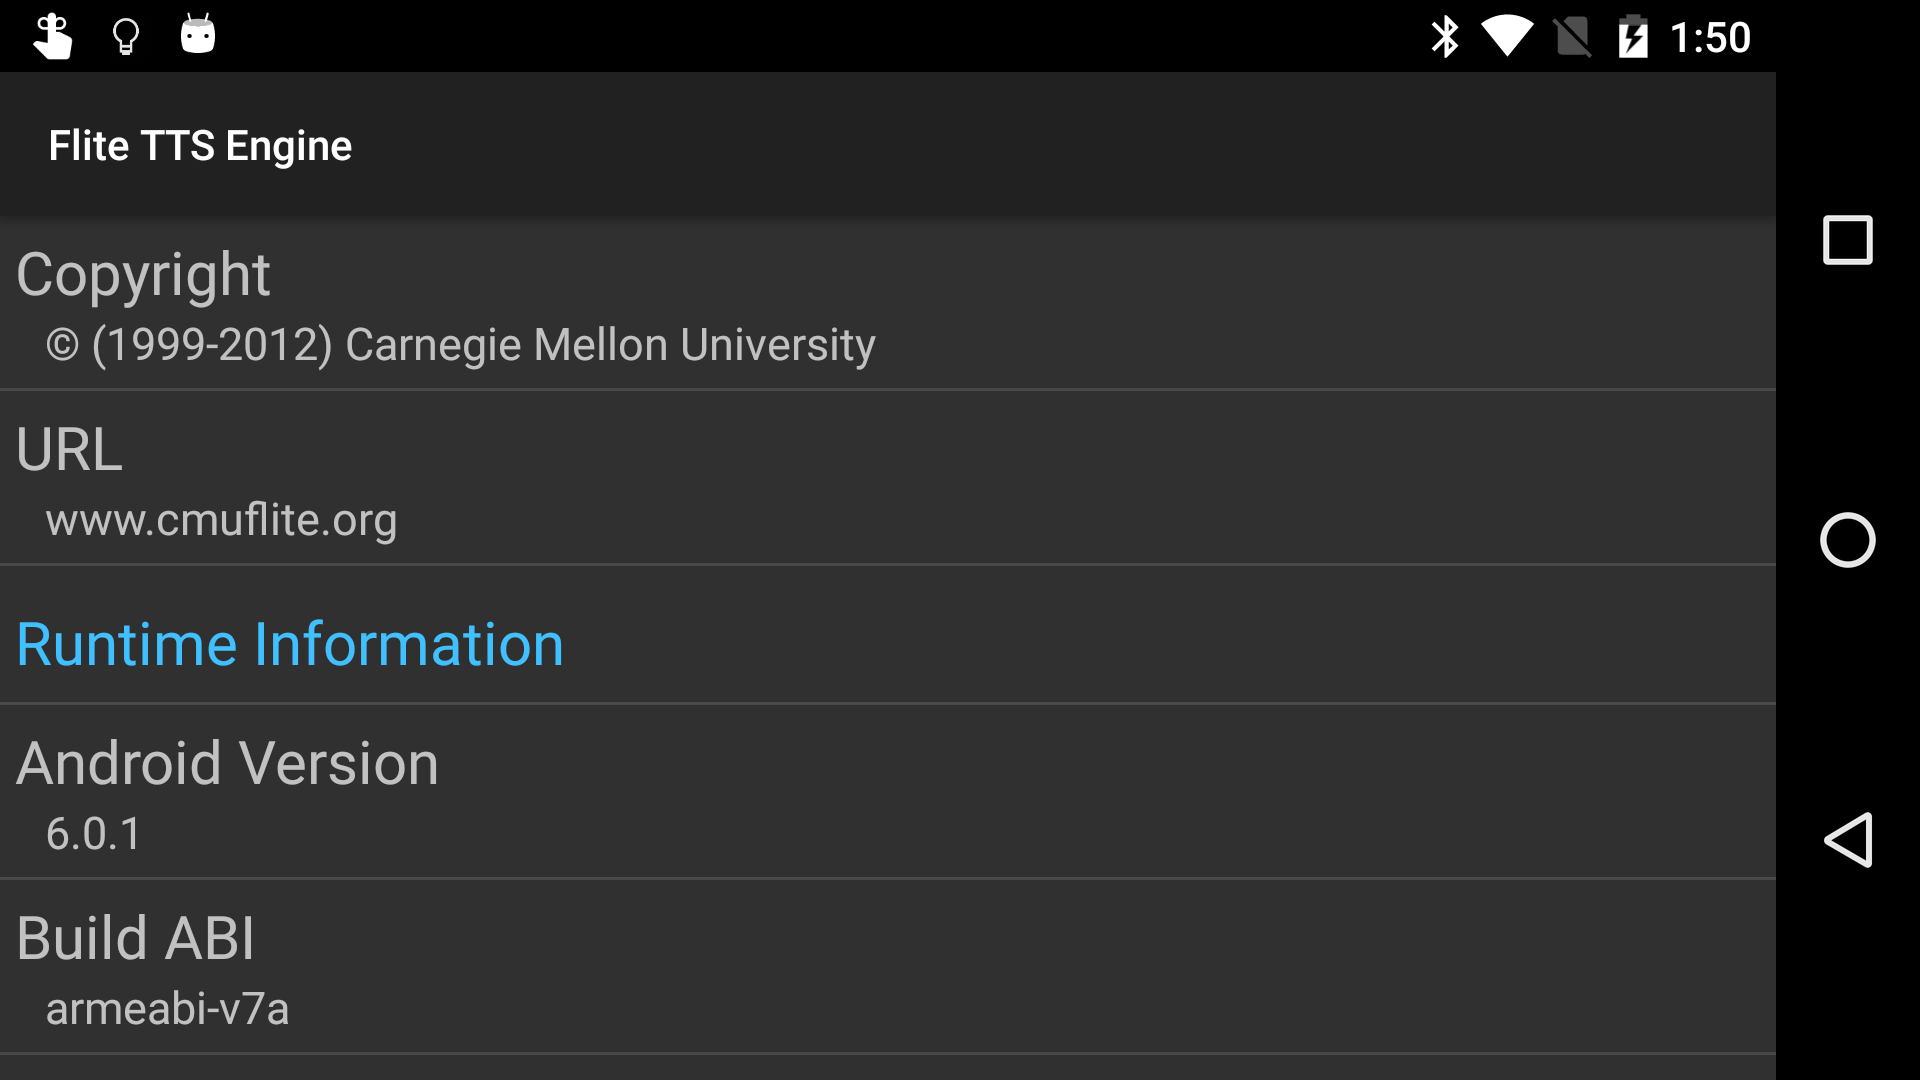 1:50
Flite TTS Engine
Copyright
© (1999-2012) Carnegie Mellon University
URL
www.cmuflite.org
Runtime Information
Android Version
6.0.1
Build ABI
armeabi-v7a